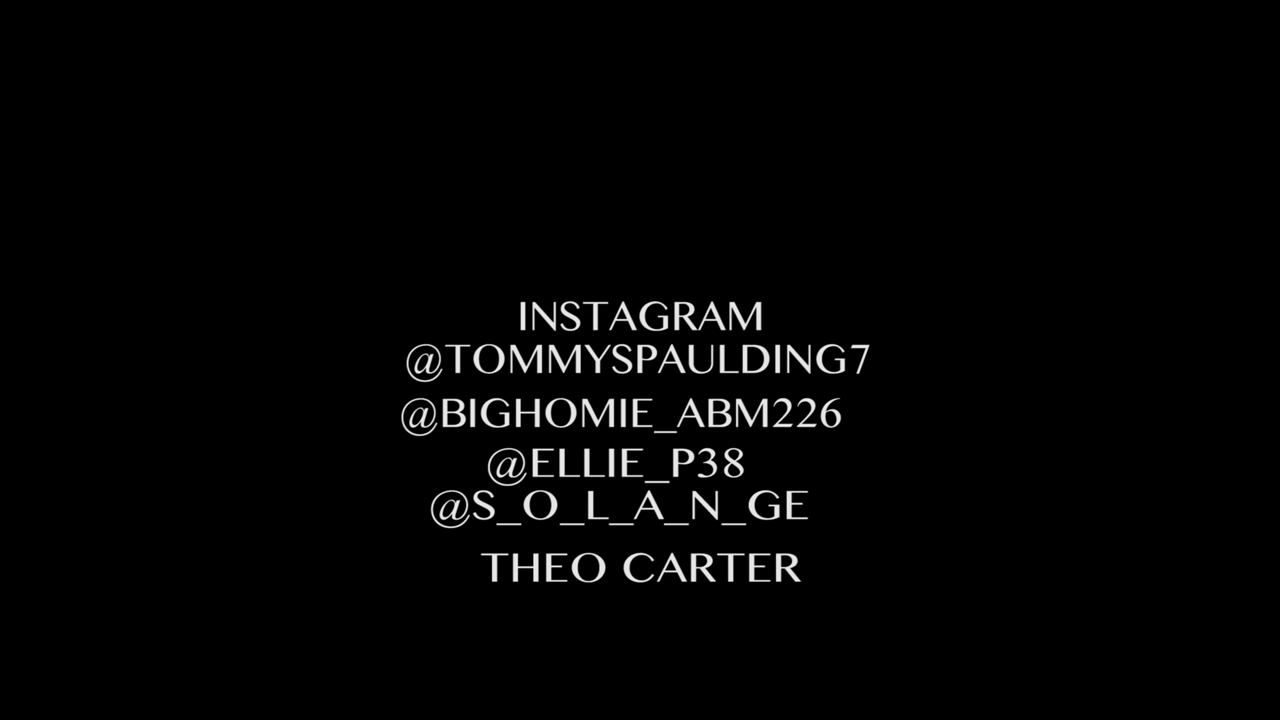 INSTAGRAM
@TOMMYSPAULDING7
@BIGHOMIE_ABM226
@ELLIE_P38
@S_O_L_A_N_GE
THEO CARTER